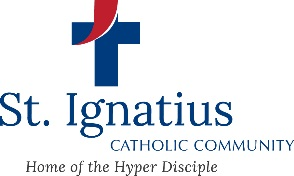 St. Ignatius
CATHOLIC COMMUNITY
Home of the Hyper Disciple